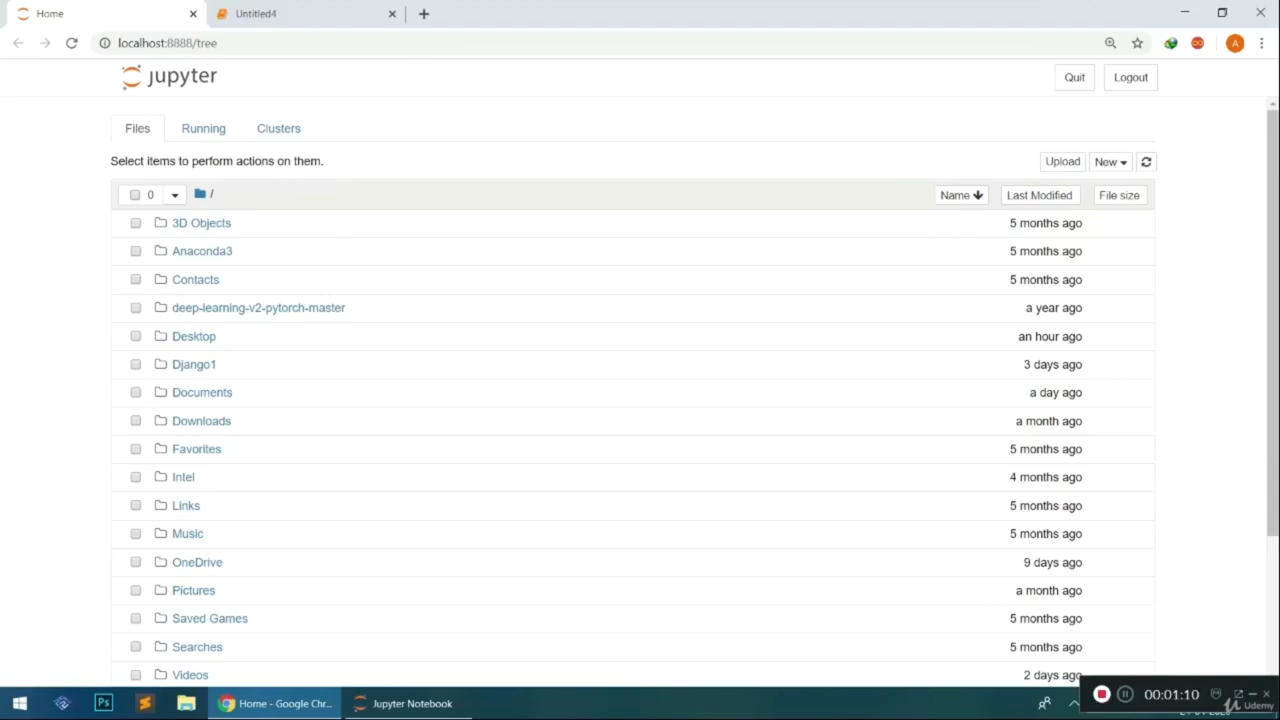 Home
Untitled4
localhost:8888/tree
A
jupyter
Quit
Logout
Files
Running
Clusters
Select items to perform actions on them.
Upload
New
0
/
Name
Last Modified
File size
3D Objects
5 months ago
Anaconda3
5 months ago
Contacts
5 months ago
deep-learning-v2-pytorch-master
a year ago
Desktop
an hour ago
Django1
3 days ago
Documents
a day ago
Downloads
a month ago
Favorites
5 months ago
Intel
4 months ago
Links
5 months ago
Music
5 months ago
OneDrive
9 days ago
Pictures
a month ago
Saved Games
5 months ago
Searches
5 months ago
Videos
2 days ago
Ps
Home - Google Chr...
Jupyter Notebook
00:01:10
Udemy